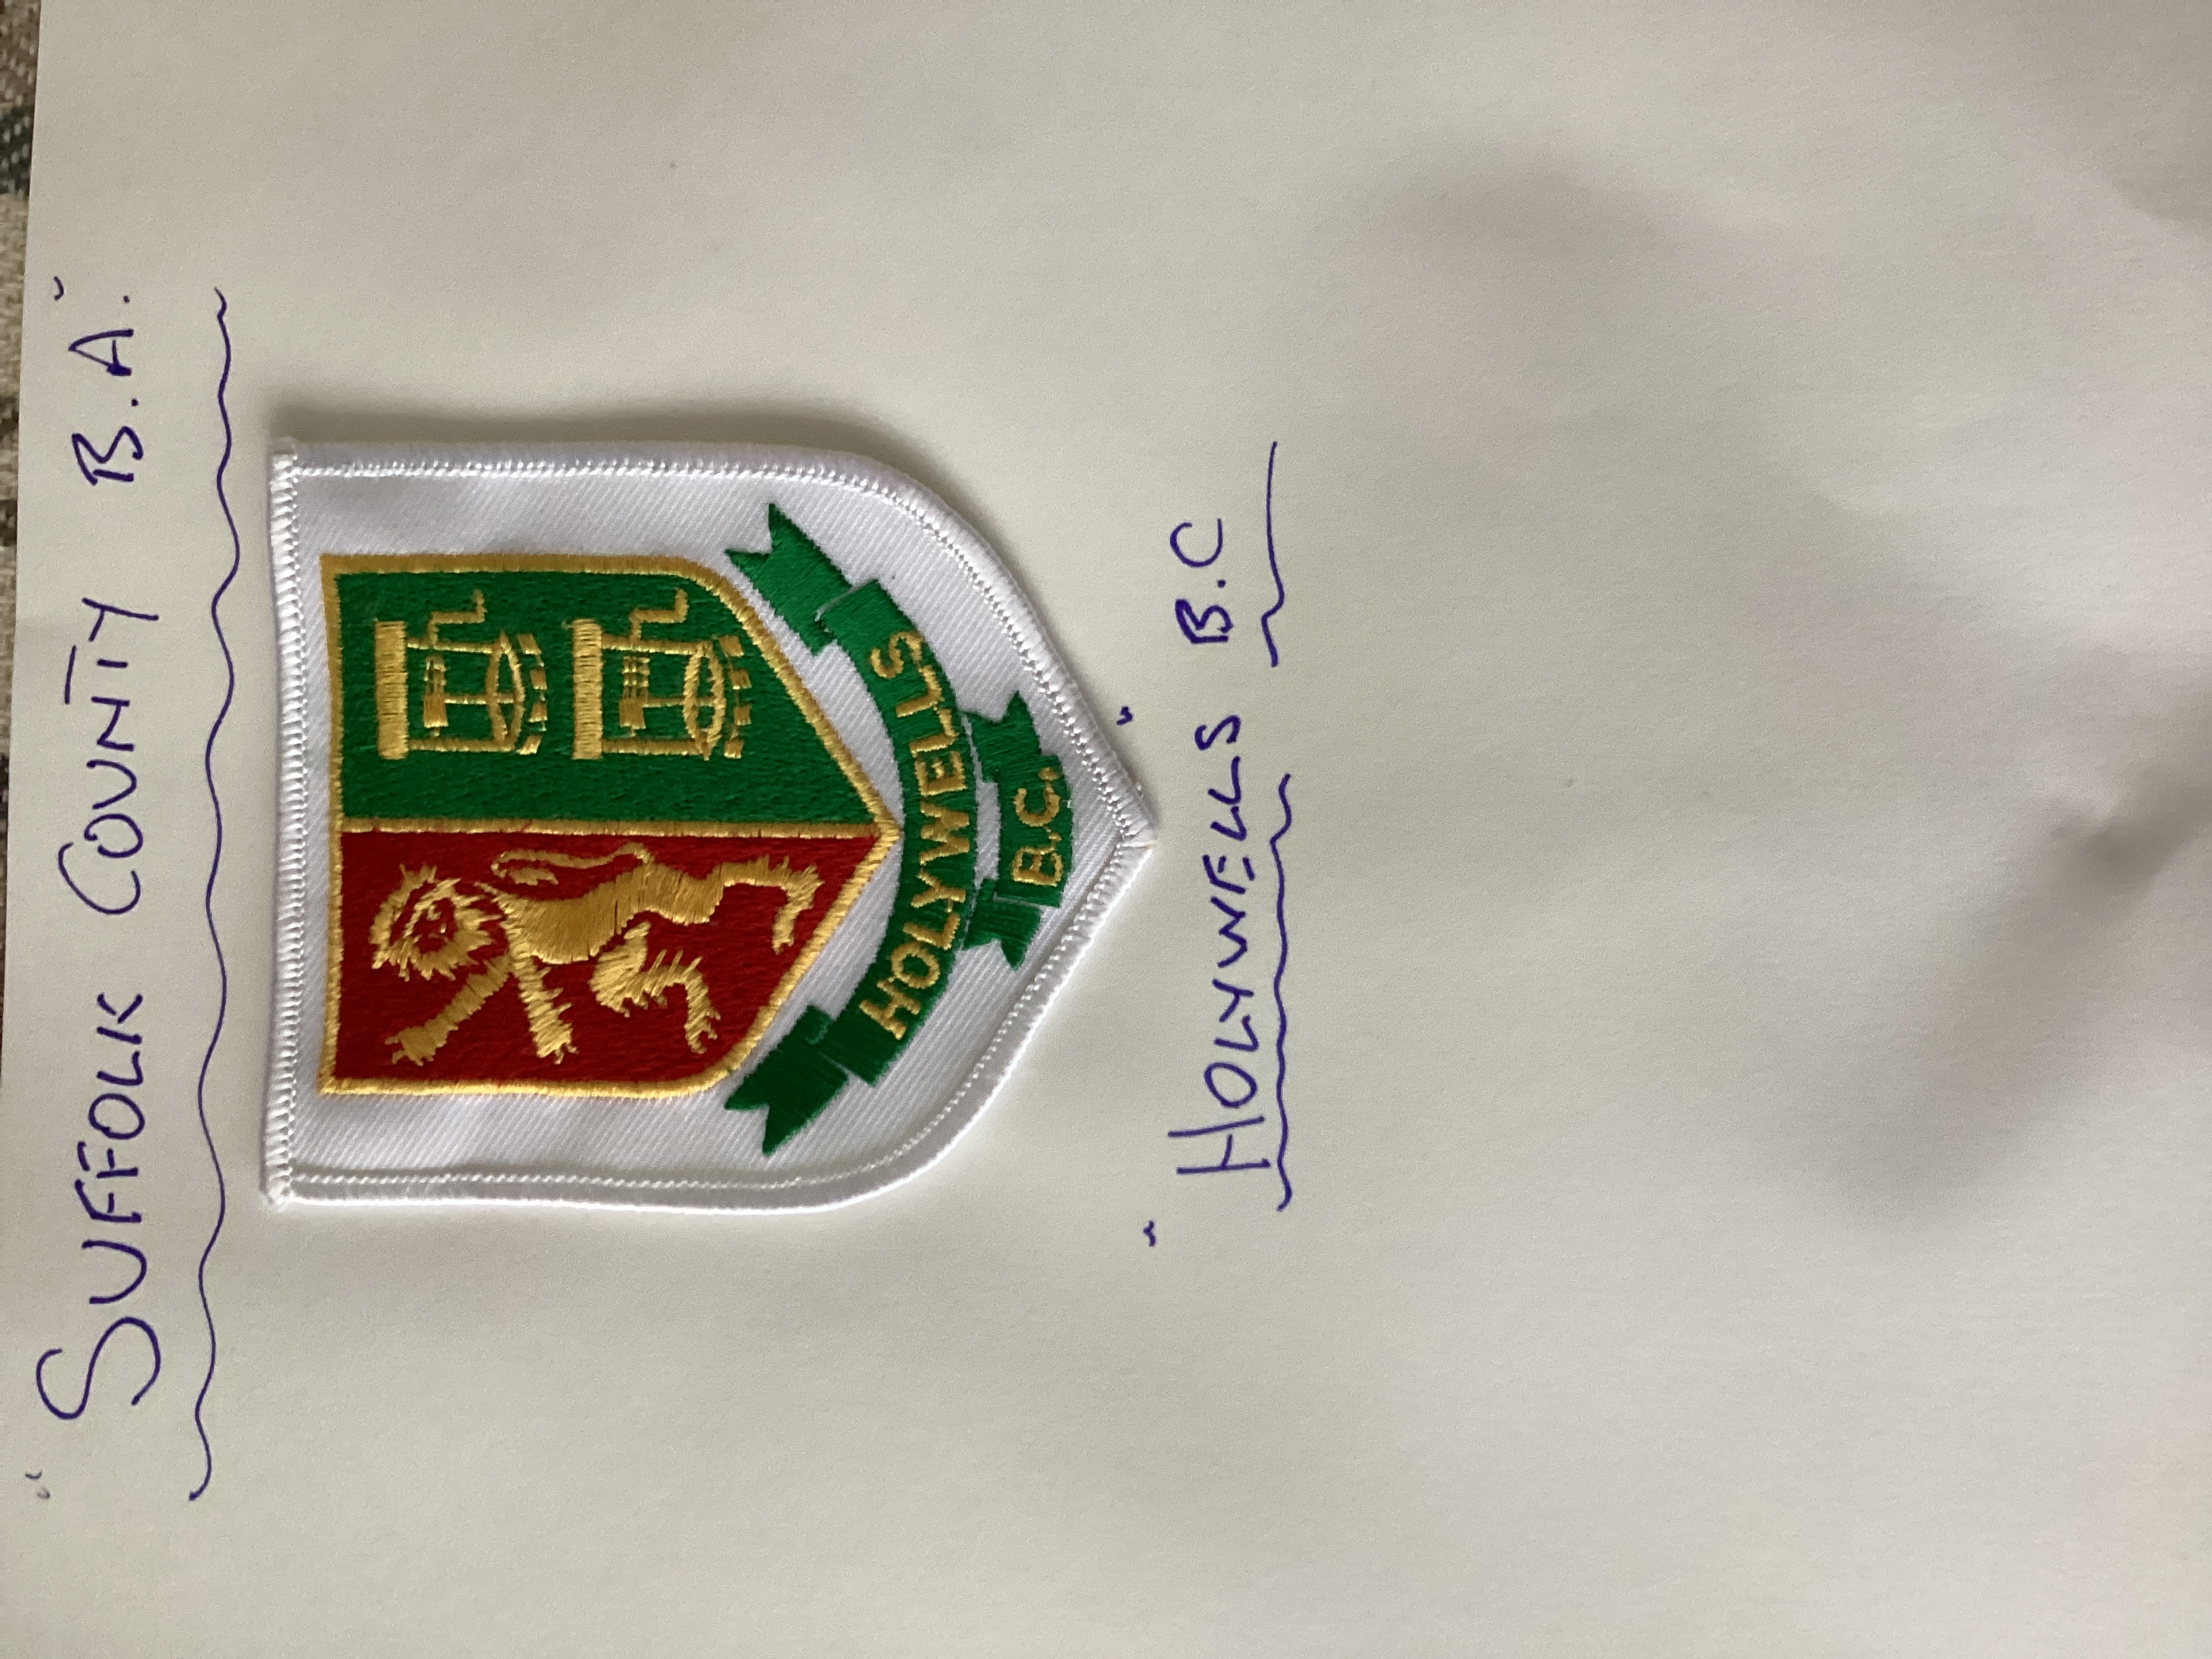 "SUFFOLK COUNTY B.A."
HOLYWELLS
B.C.
"HOLYWELLS" B.C